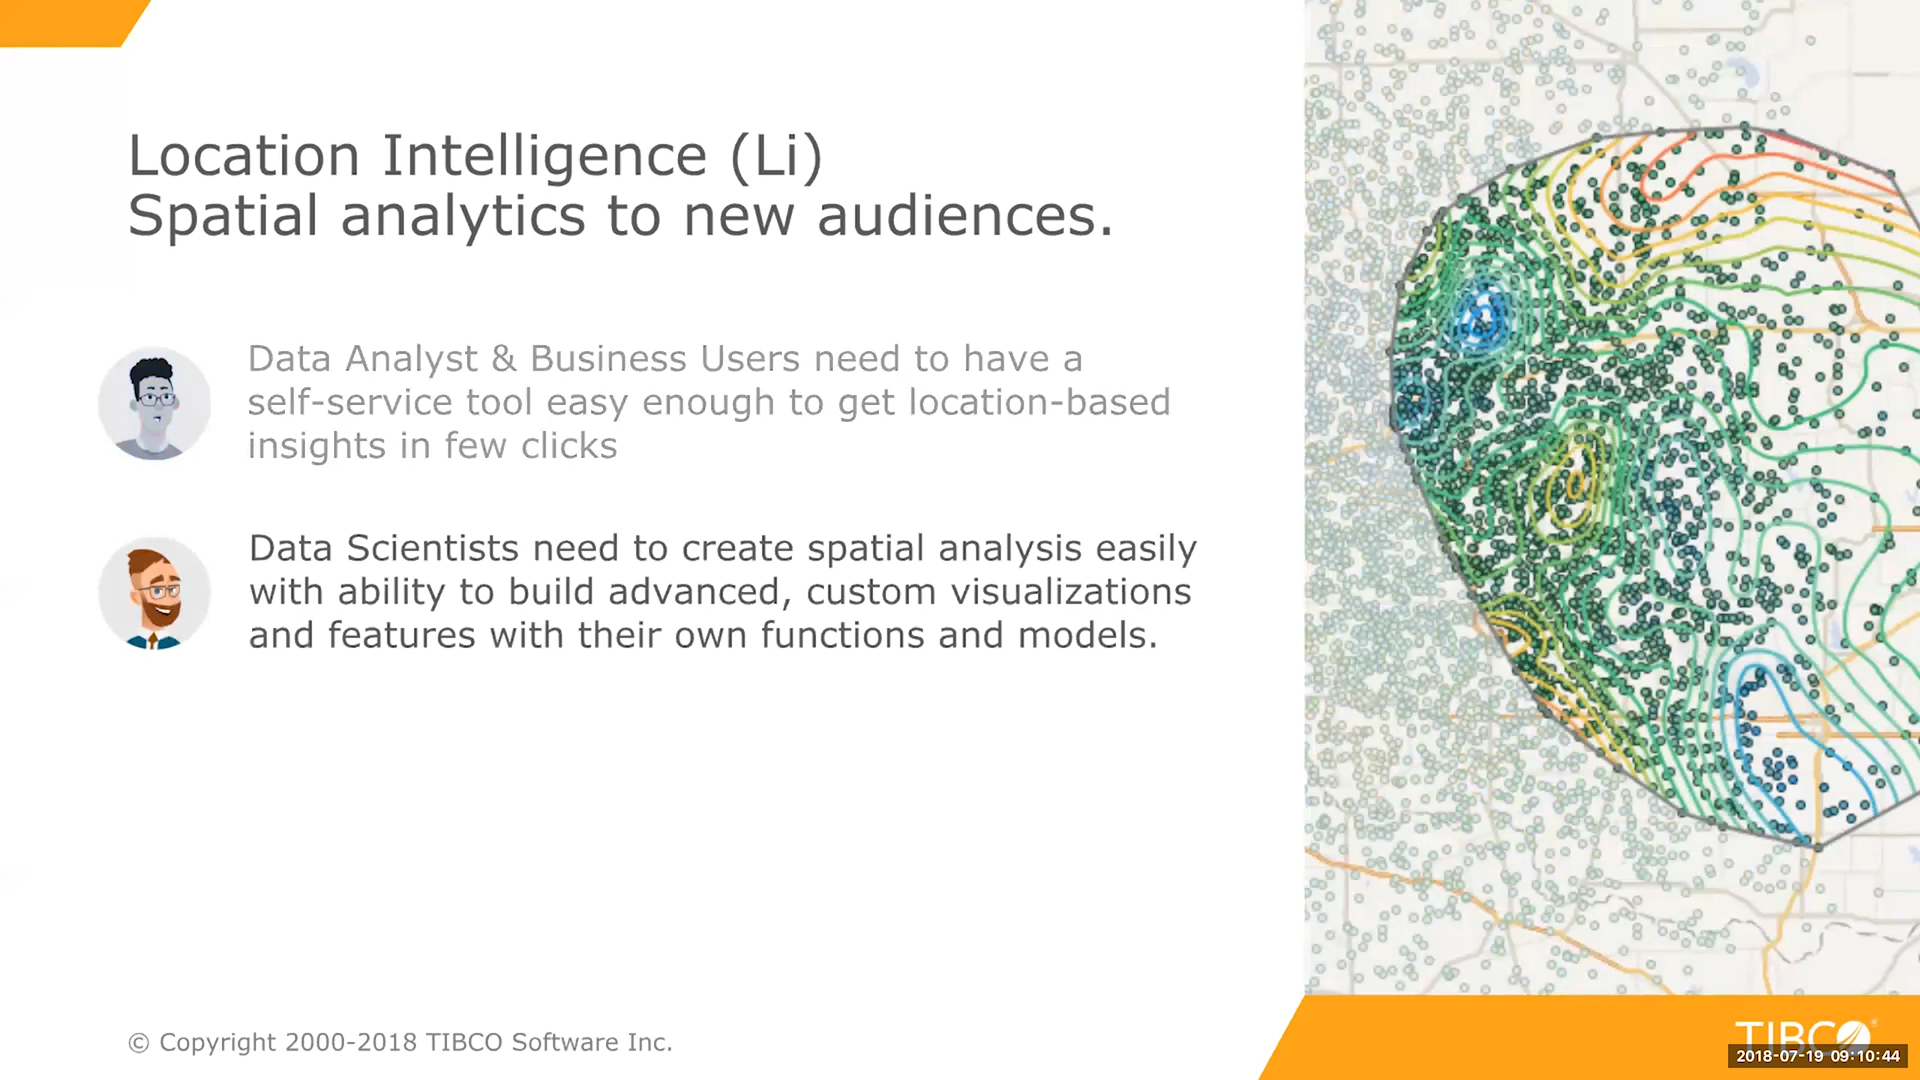 Location Intelligence (Li)
Spatial analytics to new audiences.
Data Analyst & Business Users need to have a
self-service tool easy enough to get location-based
insights in few clicks
Data Scientists need to create spatial analysis easily
with ability to build advanced, custom visualizations
and features with their own functions and models.
© Copyright 2000-2018 TIBCO Software Inc.
TIBCO
2018-07-19 09:10:44